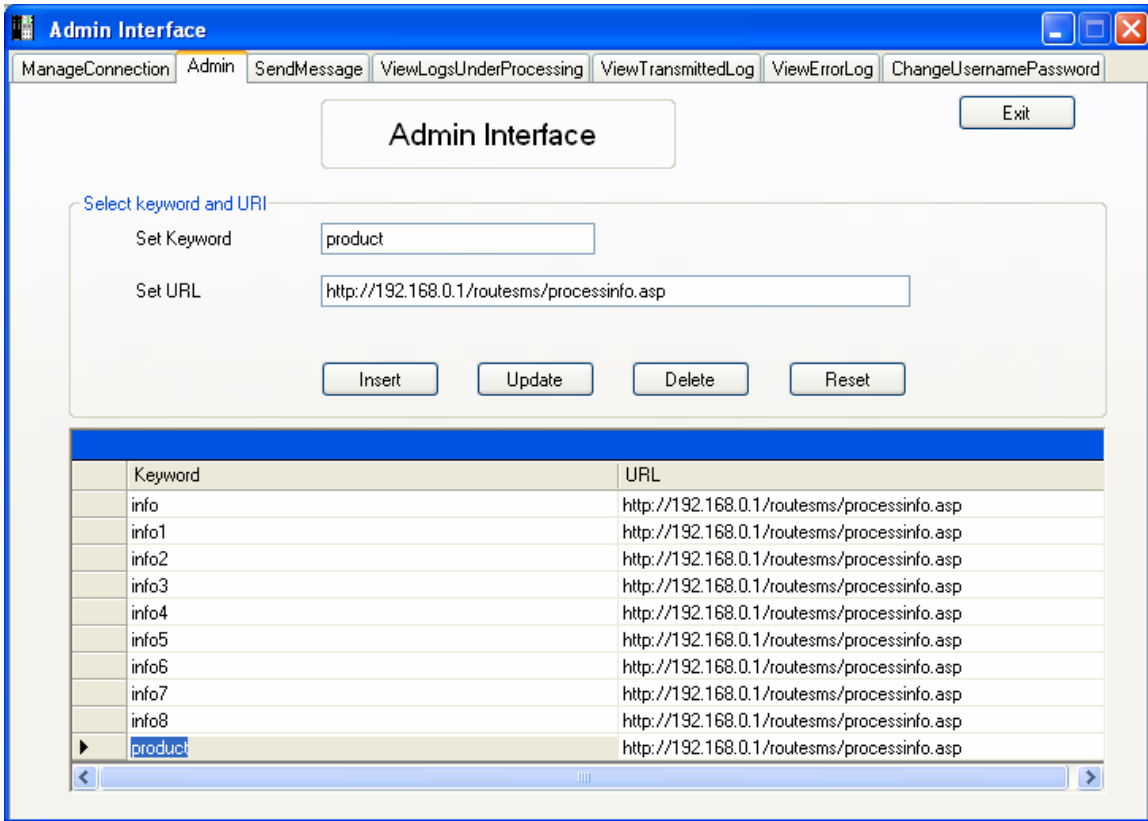 Admin Interface
ManageConnection Admin SendMessage ViewLogsUnderProcessing ViewTransmittedLog ViewErrorLog ChangeUsernamePassword
Exit
Admin Interface
Select keyword and URl
Set Keyword product
Set URL http://192.168.0.1/routesms/processinfo.asp
Insert Update Delete Reset
Keyword URL
info http://192.168.0.1/routesms/processinfo.asp
info1 http://192.168.0.1/routesms/processinfo.asp
info2 http://192.168.0.1/routesms/processinfo.asp
info3 http://192.168.0.1/routesms/processinfo.asp
info4 http://192.168.0.1/routesms/processinfo.asp
info5 http://192.168.0.1/routesms/processinfo.asp
info6 http://192.168.0.1/routesms/processinfo.asp
info7 http://192.168.0.1/routesms/processinfo.asp
info8 http://192.168.0.1/routesms/processinfo.asp
product http://192.168.0.1/routesms/processinfo.asp